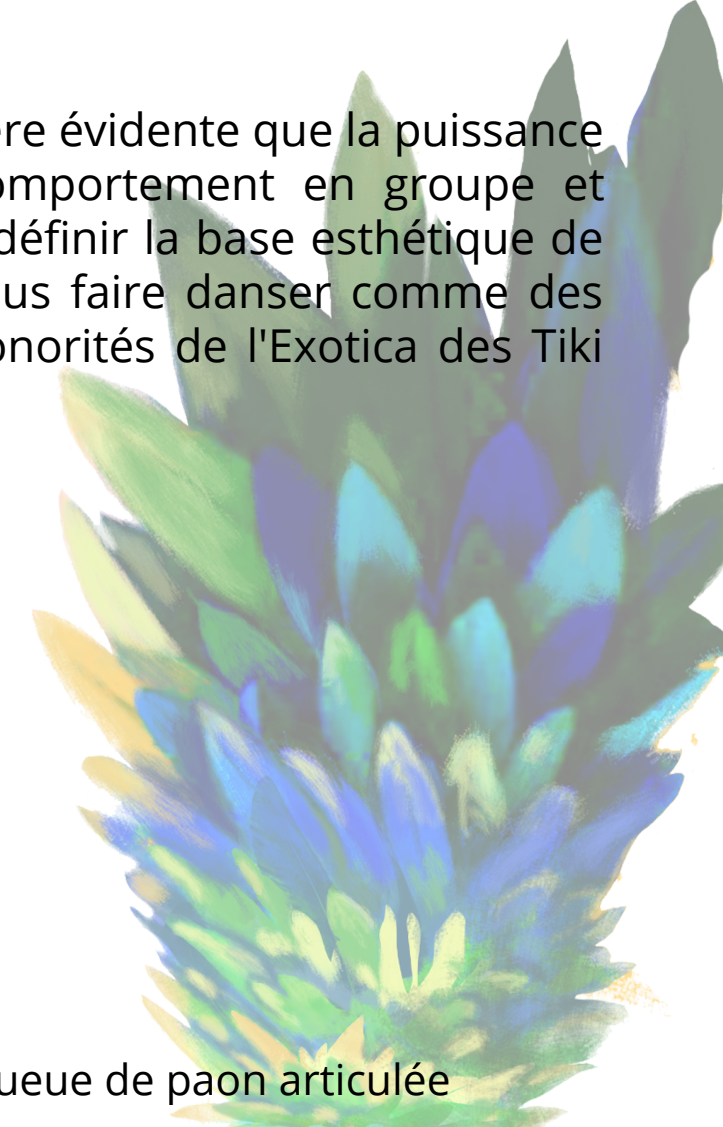 ère évidente que la puissance
omportement en groupe et
définir la base esthétique de
us faire danser comme des
onorités de l'Exotica des Tiki
ueue de paon articulée